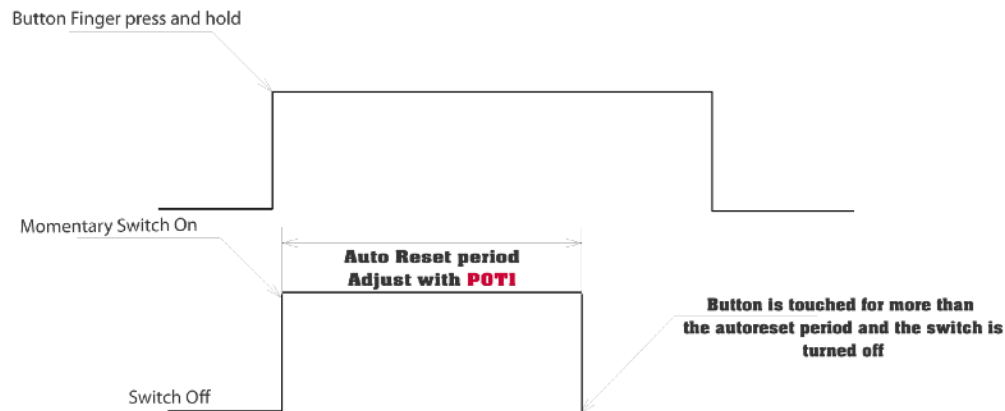 Button Finger press and hold
Momentary Switch On
Auto Reset period
Adjust with POT1
Button is touched for more than
the autoreset period and the switch is
turned off
Switch Off